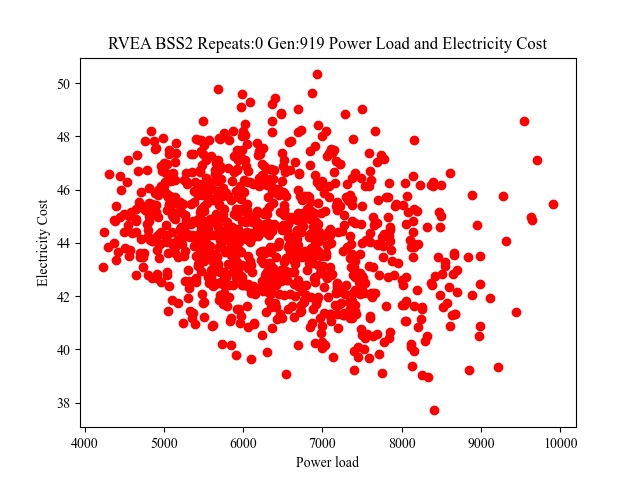 RVEA BSS2 Repeats:0 Gen:919 Power Load and Electricity Cost
50
48
46
44
42
40
38
Electricity Cost
4000 5000 6000 7000 8000 9000 10000
Power load